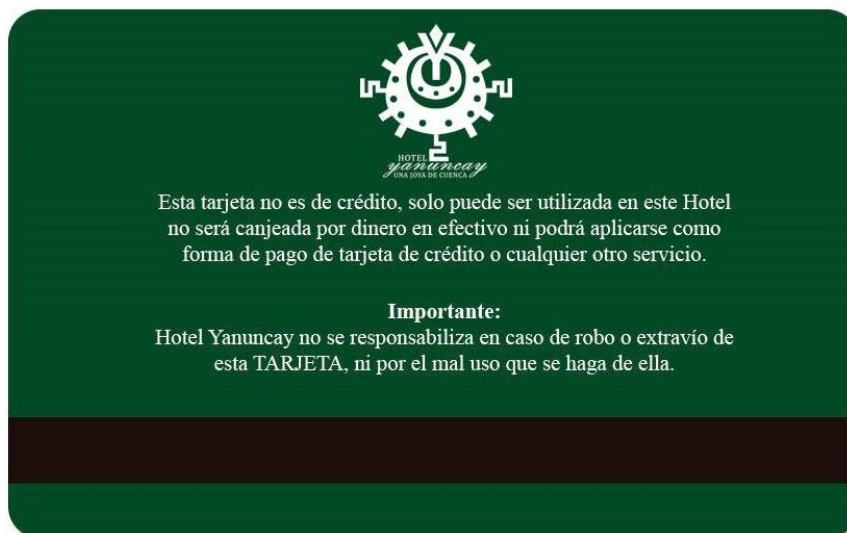 HOTEL
yanuncay
UNA JOYA DE CUENCA
Esta tarjeta no es de crédito, solo puede ser utilizada en este Hotel
no será canjeada por dinero en efectivo ni podrá aplicarse como
forma de pago de tarjeta de crédito o cualquier otro servicio.
Importante:
Hotel Yanuncay no se responsabiliza en caso de robo o extravío de
esta TARJETA, ni por el mal uso que se haga de ella.